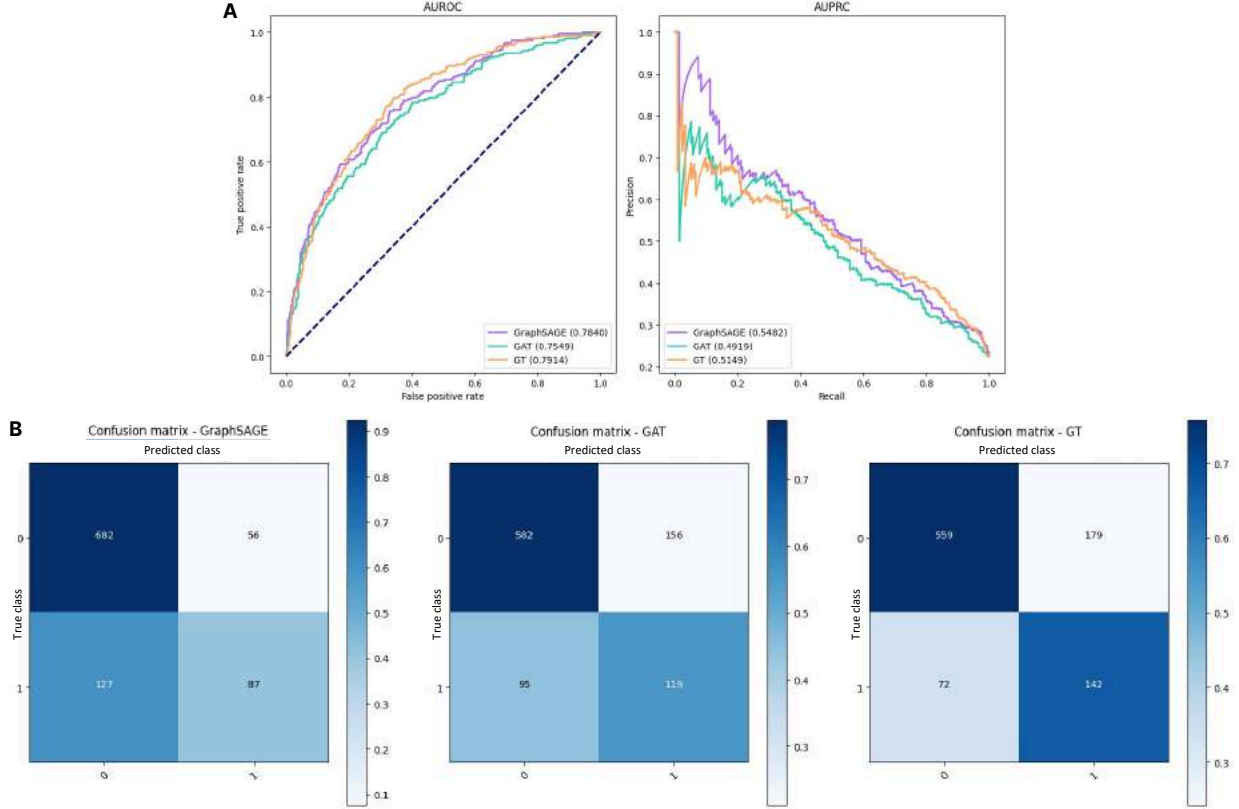 A
AUROC
1.0
0.8
0.6
0.4
0.2
0.0
True positive rate
GraphSAGE (0.7840)
GAT (0.7549)
GT (0.7914)
0.0 0.2 0.4 0.6 0.8 1.0
False positive rate
AUPRC
1.0
0.9
0.8
0.7
0.6
0.5
0.4
0.3
0.2
Precision
GraphSAGE (0.5482)
GAT (0.4919)
GT (0.5149)
0.0 0.2 0.4 0.6 0.8 1.0
Recall
B
Confusion matrix - GraphSAGE
Predicted class
True class
0
682 56
1
127 87
0 1
0.9
0.8
0.7
0.6
0.5
0.4
0.3
0.2
0.1
Confusion matrix - GAT
Predicted class
True class
0
582 156
1
95 119
0 1
0.7
0.6
0.5
0.4
0.3
Confusion matrix - GT
Predicted class
True class
0
559 179
1
72 142
0 1
0.7
0.6
0.5
0.4
0.3